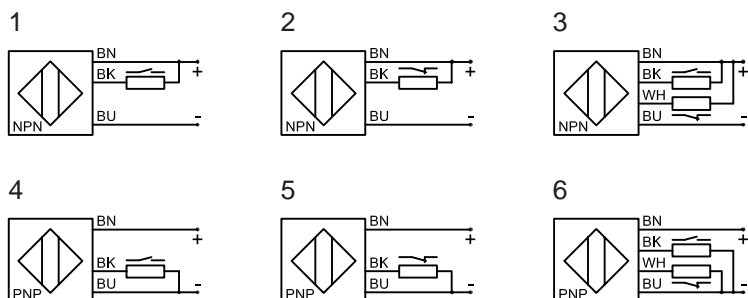 1
BN
+
BK
NPN
BU
-
2
BN
+
BK
NPN
BU
-
3
BN
+
BK
WH
NPN
BU
-
4
BN
+
BK
PNP
BU
-
5
BN
+
BK
PNP
BU
-
6
BN
+
BK
WH
PNP
BU
-